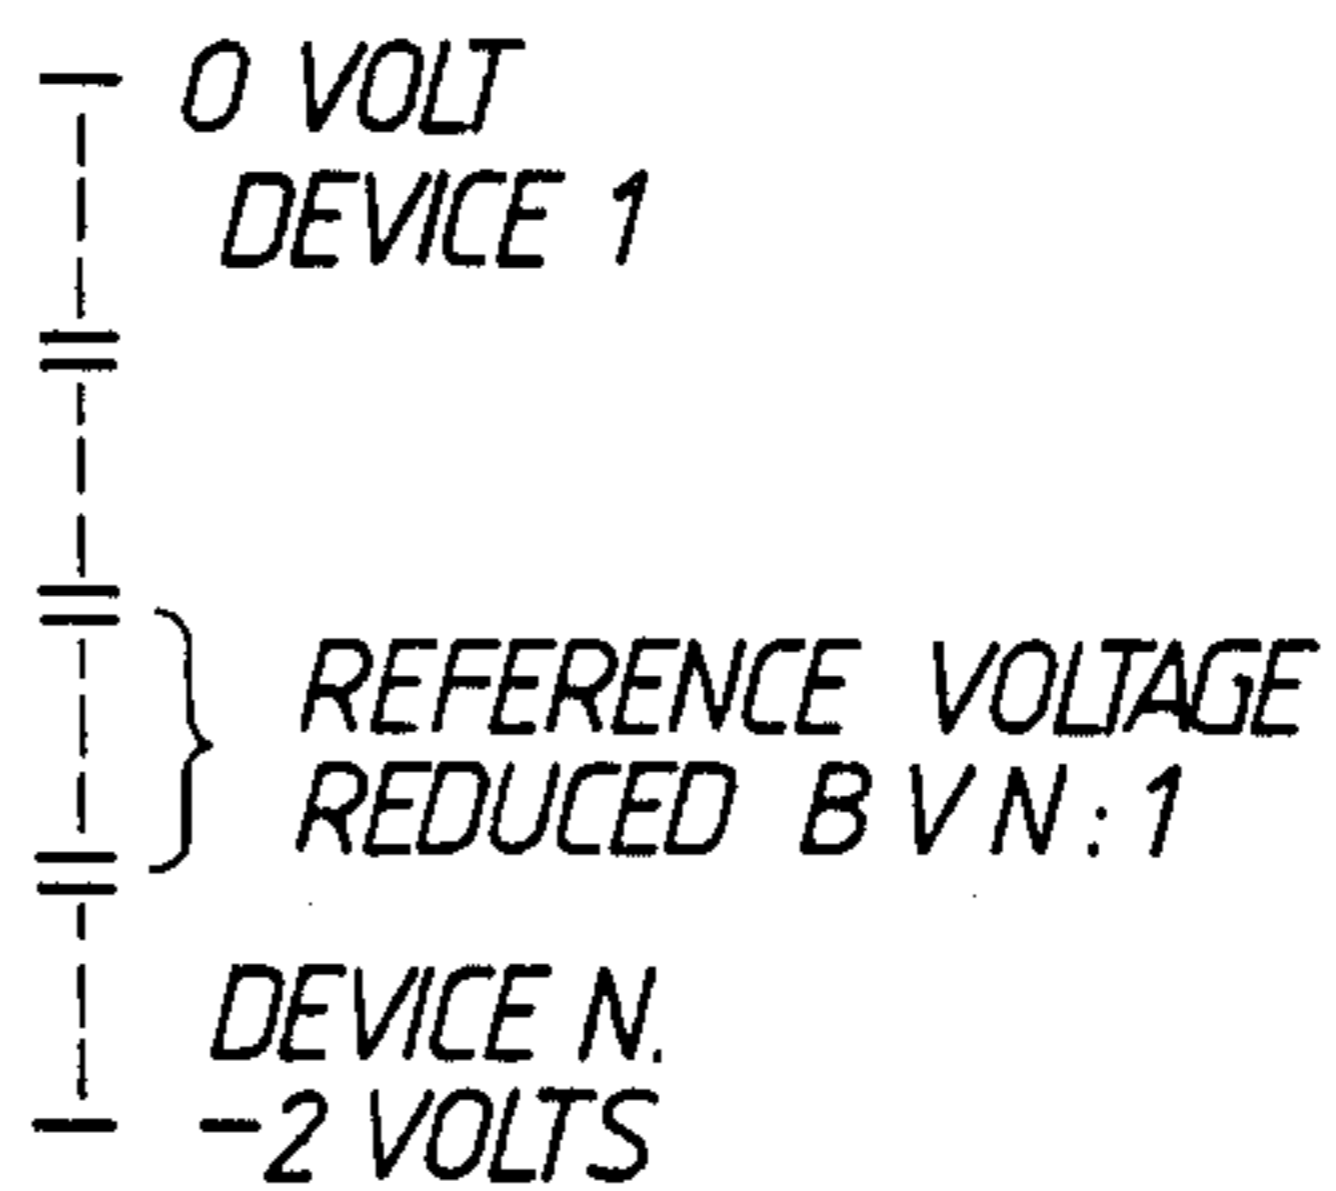 0 VOLT
DEVICE 1
REFERENCE VOLTAGE
REDUCED B V N:1
DEVICE N.
-2 VOLTS